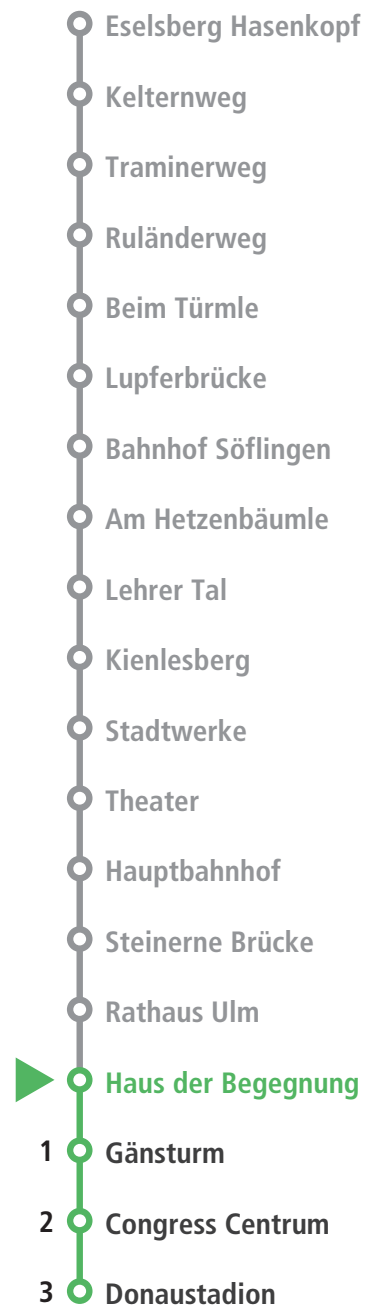 Eselsberg Hasenkopf
Kelternweg
Traminerweg
Ruländerweg
Beim Türmle
Lupferbrücke
Bahnhof Söflingen
Am Hetzenbäumle
Lehrer Tal
Kienlesberg
Stadtwerke
Theater
Hauptbahnhof
Steinerne Brücke
Rathaus Ulm
Haus der Begegnung
1 Gänsturm
2 Congress Centrum
3 Donaustadion